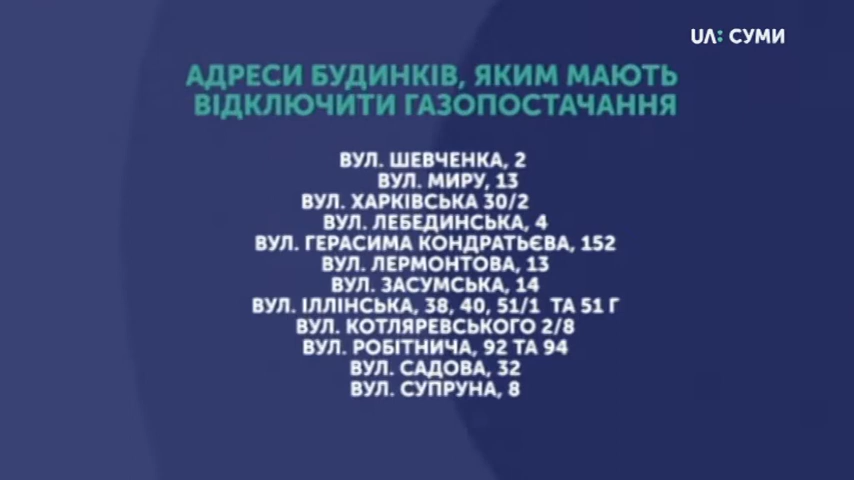 UA: СУМИ
АДРЕСИ БУДИНКІВ, ЯКИМ МАЮТЬ
ВІДКЛЮЧИТИ ГАЗОПОСТАЧАННЯ
ВУЛ. ШЕВЧЕНКА, 2
ВУЛ. МИРУ, 13
ВУЛ. ХАРКІВСЬКА 30/2
ВУЛ. ЛЕБЕДИНСЬКА, 4
ВУЛ. ГЕРАСИМА КОНДРАТЬЄВА, 152
ВУЛ. ЛЕРМОНТОВА, 13
ВУЛ. ЗАСУМСЬКА, 14
ВУЛ. ІЛЛІНСЬКА, 38, 40, 51/1 ТА 51 Г
ВУЛ. КОТЛЯРЕВСЬКОГО 2/8
ВУЛ. РОБІТНИЧА, 92 ТА 94
ВУЛ. САДОВА, 32
ВУЛ. СУПРУНА, 8